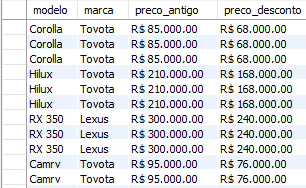 modelo marca preco_antigo preco_desconto
Corolla Toyota R$ 85.000.00 R$ 68.000.00
Corolla Toyota R$ 85.000.00 R$ 68.000.00
Corolla Toyota R$ 85.000.00 R$ 68.000.00
Hilux Toyota R$ 210.000.00 R$ 168.000.00
Hilux Toyota R$ 210.000.00 R$ 168.000.00
Hilux Toyota R$ 210.000.00 R$ 168.000.00
RX 350 Lexus R$ 300.000.00 R$ 240.000.00
RX 350 Lexus R$ 300.000.00 R$ 240.000.00
RX 350 Lexus R$ 300.000.00 R$ 240.000.00
Camry Toyota R$ 95.000.00 R$ 76.000.00
Camry Toyota R$ 95.000.00 R$ 76.000.00